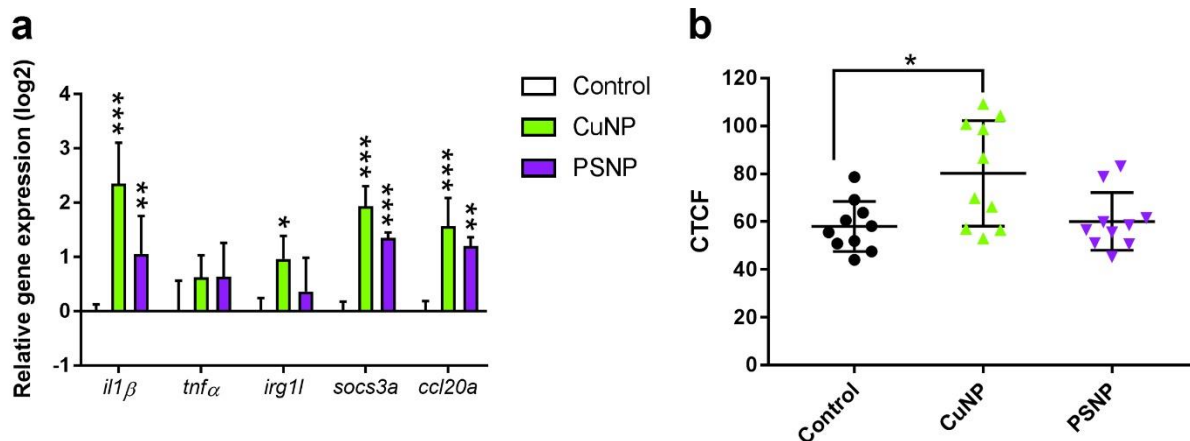 a
Relative gene expression (log2)
4
3
2
1
0
-1
***
**
*
***
***
***
**
il1β
tnfα
irg1l
socs3a
ccl20a
Control
CuNP
PSNP
b
CTCF
120
100
80
60
40
20
0
*
Control
CuNP
PSNP